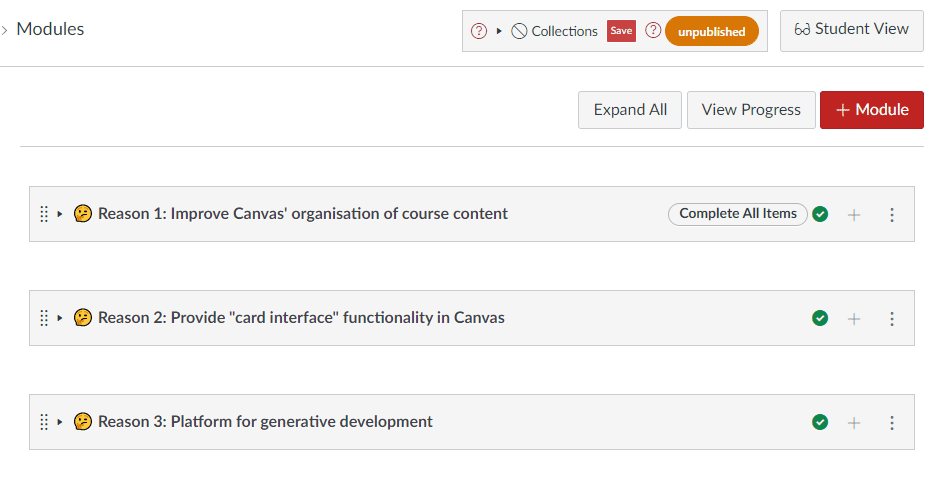 Modules
? Collections Save ? unpublished
Student View
Expand All
View Progress
+ Module
🤔 Reason 1: Improve Canvas' organisation of course content
Complete All Items
🤔 Reason 2: Provide "card interface" functionality in Canvas
🤔 Reason 3: Platform for generative development